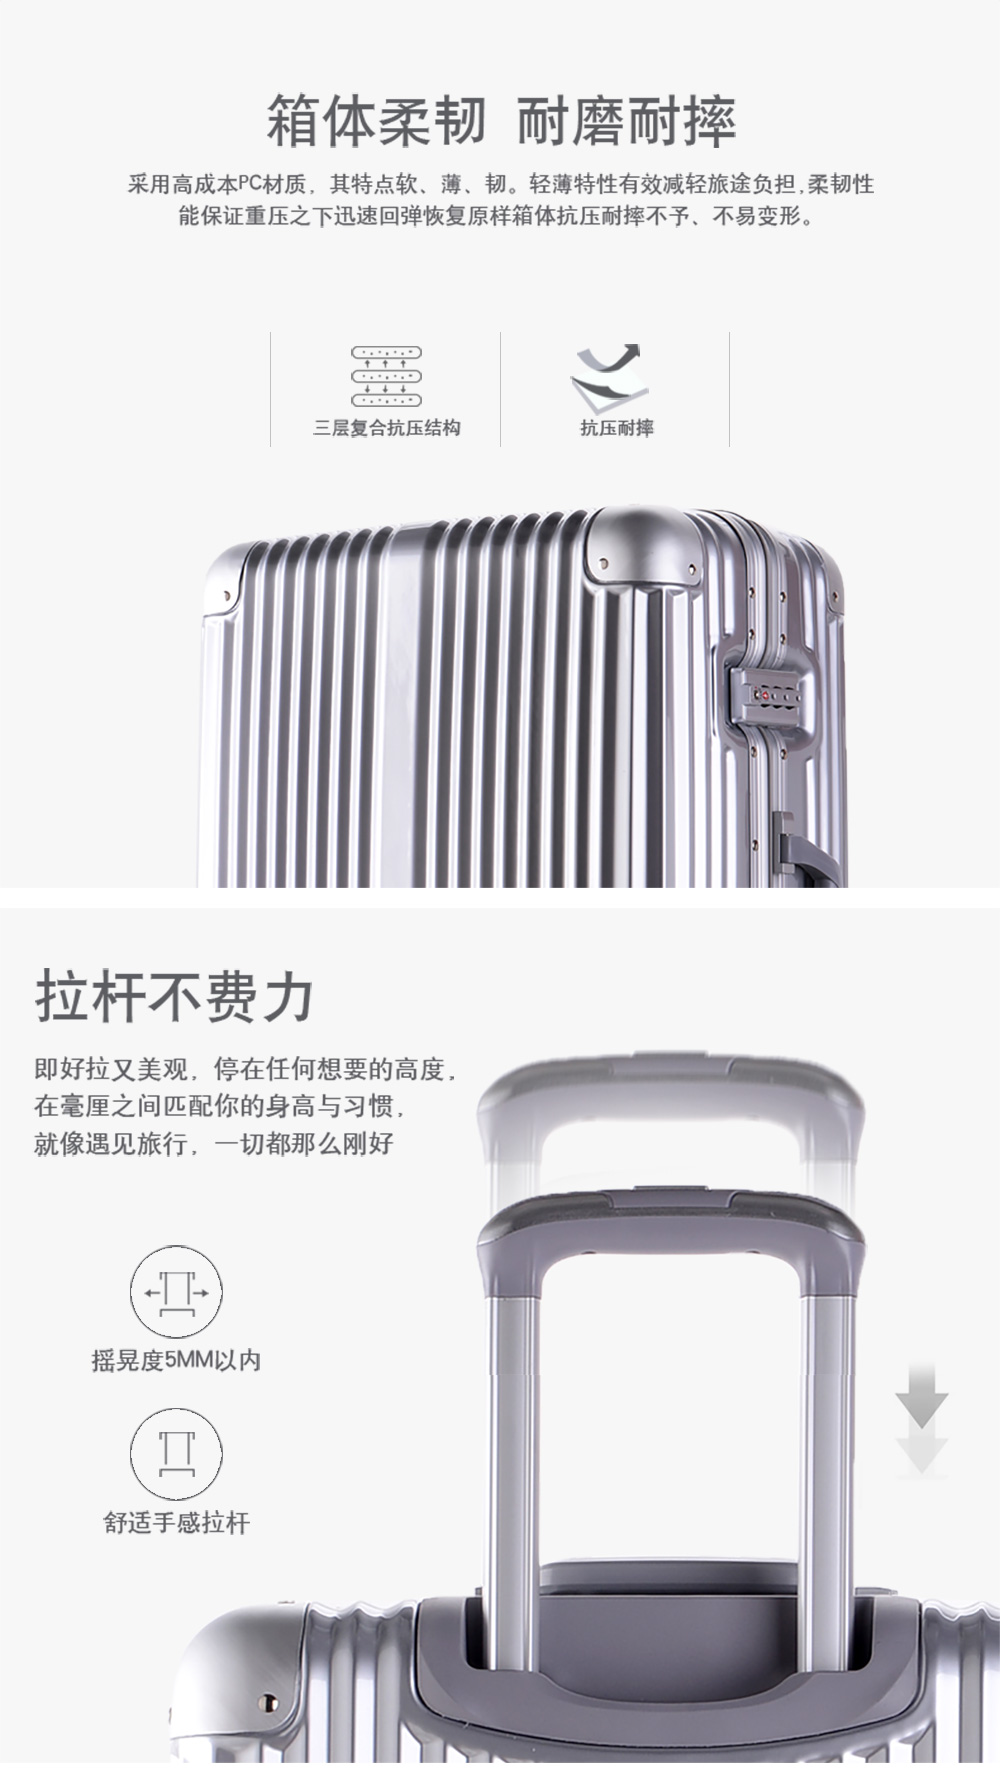 箱体柔韧 耐磨耐摔
采用高成本PC材质，其特点软、薄、韧。轻薄特性有效减轻旅途负担,柔韧性
能保证重压之下迅速回弹恢复原样箱体抗压耐摔不予、不易变形。
三层复合抗压结构
抗压耐摔
拉杆不费力
即好拉又美观，停在任何想要的高度，
在毫厘之间匹配你的身高与习惯，
就像遇见旅行，一切都那么刚好
摇晃度5MM以内
舒适手感拉杆